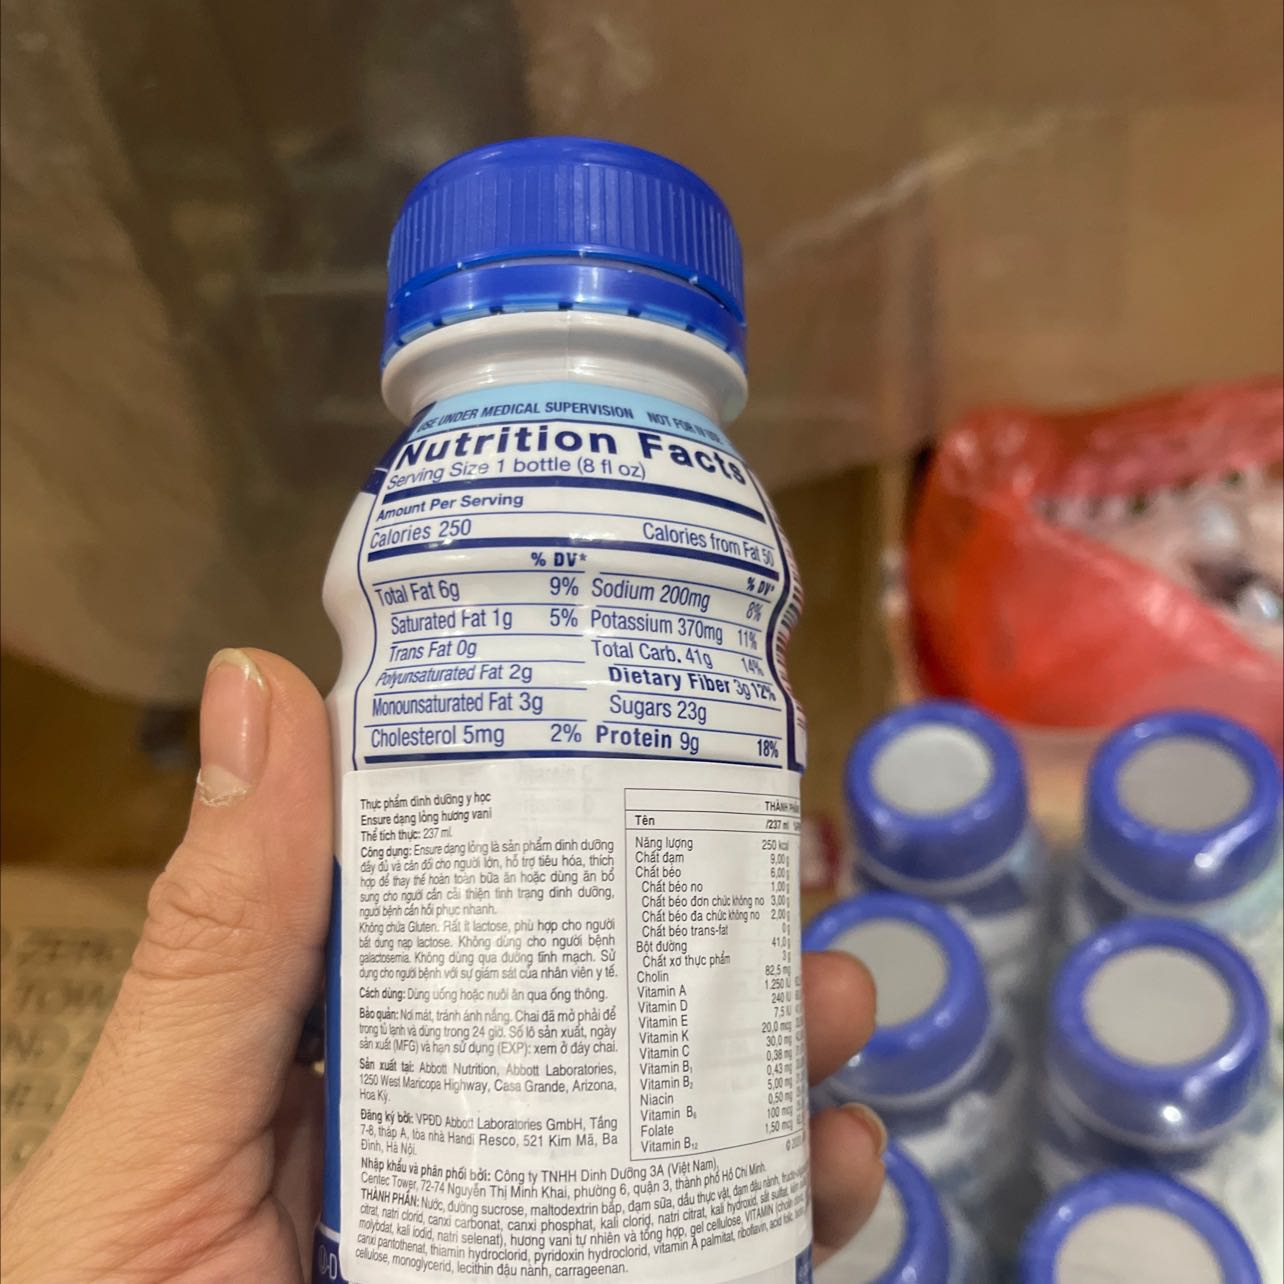 USE UNDER MEDICAL SUPERVISION NOT FOR IV USE
Nutrition Facts
Serving Size 1 bottle (8 fl oz)
Amount Per Serving
Calories 250 Calories from Fat 50
% DV* % DV*
Total Fat 6g 9% Sodium 200mg 8%
Saturated Fat 1g 5% Potassium 370mg 11%
Trans Fat 0g Total Carb. 41g 14%
Polyunsaturated Fat 2g Dietary Fiber 3g 12%
Monounsaturated Fat 3g Sugars 23g
Cholesterol 5mg 2% Protein 9g 18%
Thực phẩm dinh dưỡng y học
Ensure dạng lỏng hương vani
Thể tích thực: 237 ml.
Công dụng: Ensure dạng lỏng là sản phẩm dinh dưỡng
đầy đủ và cân đối cho người lớn, hỗ trợ tiêu hóa, thích
hợp để thay thế hoàn toàn bữa ăn hoặc dùng ăn bổ
sung cho người cần cải thiện tình trạng dinh dưỡng,
người bệnh cần hồi phục nhanh.
Không chứa Gluten. Rất ít lactose, phù hợp cho người
bất dung nạp lactose. Không dùng cho người bệnh
galactosemia. Không dùng qua đường tĩnh mạch. Sử
dụng cho người bệnh với sự giám sát của nhân viên y tế.
Cách dùng: Dùng uống hoặc nuôi ăn qua ống thông.
Bảo quản: Nơi mát, tránh ánh nắng. Chai đã mở phải để
trong tủ lạnh và dùng trong 24 giờ. Số lô sản xuất, ngày
sản xuất (MFG) và hạn sử dụng (EXP): xem ở đáy chai.
Sản xuất tại: Abbott Nutrition, Abbott Laboratories,
1250 West Maricopa Highway, Casa Grande, Arizona,
Hoa Kỳ.
Đăng ký bởi: VPĐD Abbott Laboratories GmbH, Tầng
7-8, tháp A, tòa nhà Handi Resco, 521 Kim Mã, Ba
Đình, Hà Nội.
THÀNH
Tên /237 ml
Năng lượng 250 kcal
Chất đạm 9,00 g
Chất béo 6,00 g
Chất béo no 1,00 g
Chất béo đơn chức không no 3,00 g
Chất béo đa chức không no 2,00 g
Chất béo trans-fat 0 g
Bột đường 41,0 g
Chất xơ thực phẩm 3 g
Cholin 82,5 mg
Vitamin A 1.250 IU
Vitamin D 240 IU
Vitamin E 7,5 IU
Vitamin K 20,0 mcg
Vitamin C 30,0 mg
Vitamin B₁ 0,38 mg
Vitamin B₂ 0,43 mg
Niacin 5,00 mg
Vitamin B₆ 0,50 mg
Folate 100 mcg
Vitamin B₁₂ 1,50 mcg
Nhập khẩu và phân phối bởi: Công ty TNHH Dinh Dưỡng 3A (Việt Nam),
Centec Tower, 72-74 Nguyễn Thị Minh Khai, phường 6, quận 3, thành phố Hồ Chí Minh.
THÀNH PHẦN: Nước, đường sucrose, maltodextrin bắp, đạm sữa, dầu thực vật, đạm đậu nành,
citrat, natri clorid, canxi carbonat, canxi phosphat, kali clorid, natri citrat, kali hydroxid, sắt sulfat,
molybdat, kali iodid, natri selenat), hương vani tự nhiên và tổng hợp, gel cellulose, VITAMIN
canxi pantothenat, thiamin hydroclorid, pyridoxin hydroclorid, vitamin A palmitat, riboflavin, acid folic,
cellulose, monoglycerid, lecithin đậu nành, carrageenan.